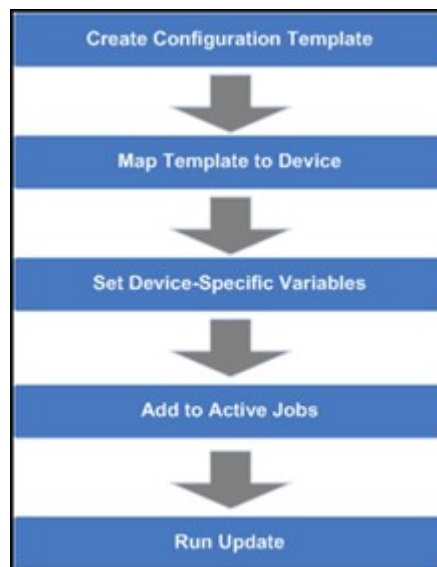 Create Configuration Template
Map Template to Device
Set Device-Specific Variables
Add to Active Jobs
Run Update